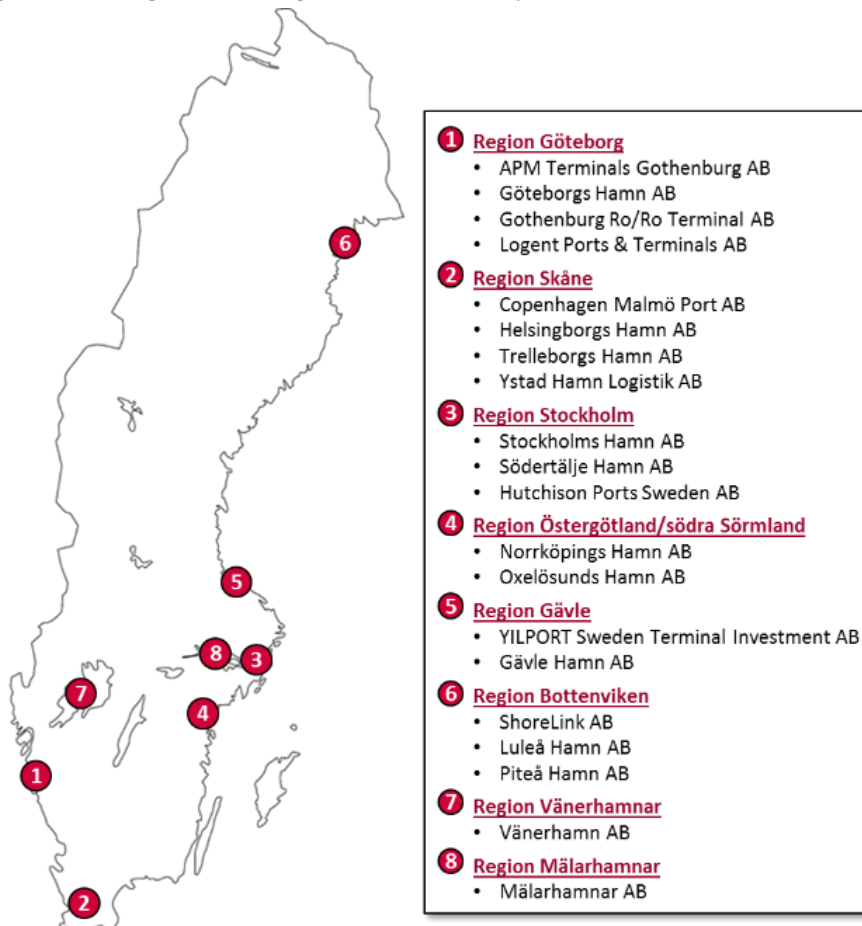 6
5
8
3
7
4
1
2
1 Region Göteborg
• APM Terminals Gothenburg AB
• Göteborgs Hamn AB
• Gothenburg Ro/Ro Terminal AB
• Logent Ports & Terminals AB
2 Region Skåne
• Copenhagen Malmö Port AB
• Helsingborgs Hamn AB
• Trelleborgs Hamn AB
• Ystad Hamn Logistik AB
3 Region Stockholm
• Stockholms Hamn AB
• Södertälje Hamn AB
• Hutchison Ports Sweden AB
4 Region Östergötland/södra Sörmland
• Norrköpings Hamn AB
• Oxelösunds Hamn AB
5 Region Gävle
• YILPORT Sweden Terminal Investment AB
• Gävle Hamn AB
6 Region Bottenviken
• ShoreLink AB
• Luleå Hamn AB
• Piteå Hamn AB
7 Region Vänerhamnar
• Vänerhamn AB
8 Region Mälarhamnar
• Mälarhamnar AB